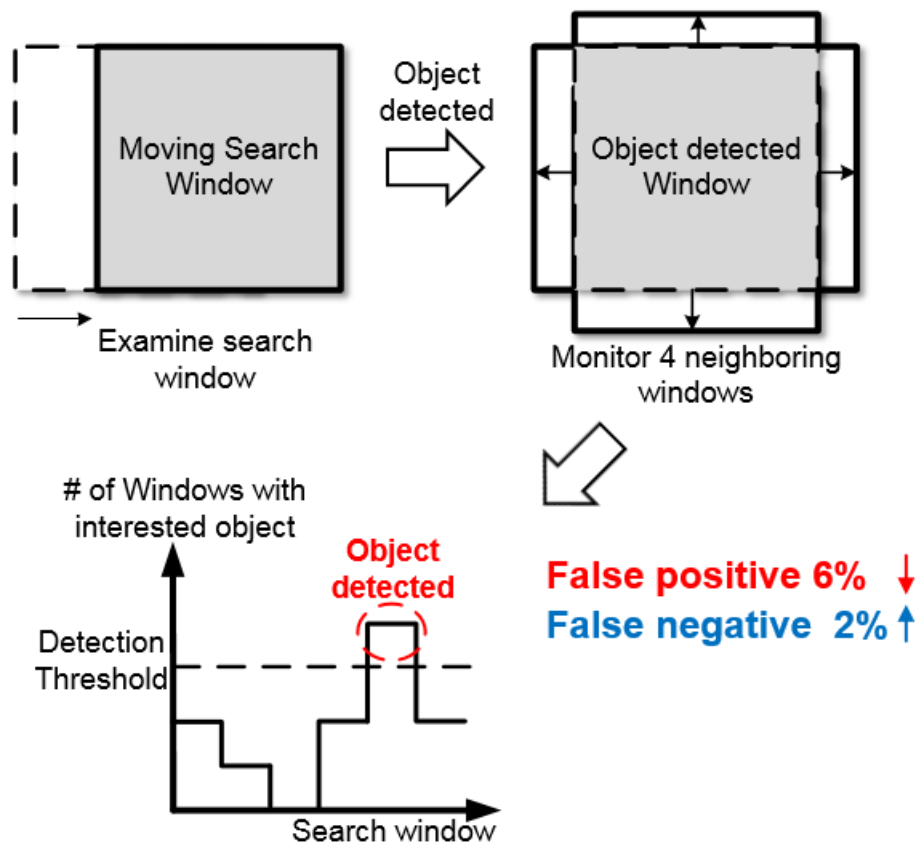 Moving Search
Window
Object
detected
Object detected
Window
Examine search
window
Monitor 4 neighboring
windows
# of Windows with
interested object
Object
detected
Detection
Threshold
Search window
False positive 6% ↓
False negative 2% ↑